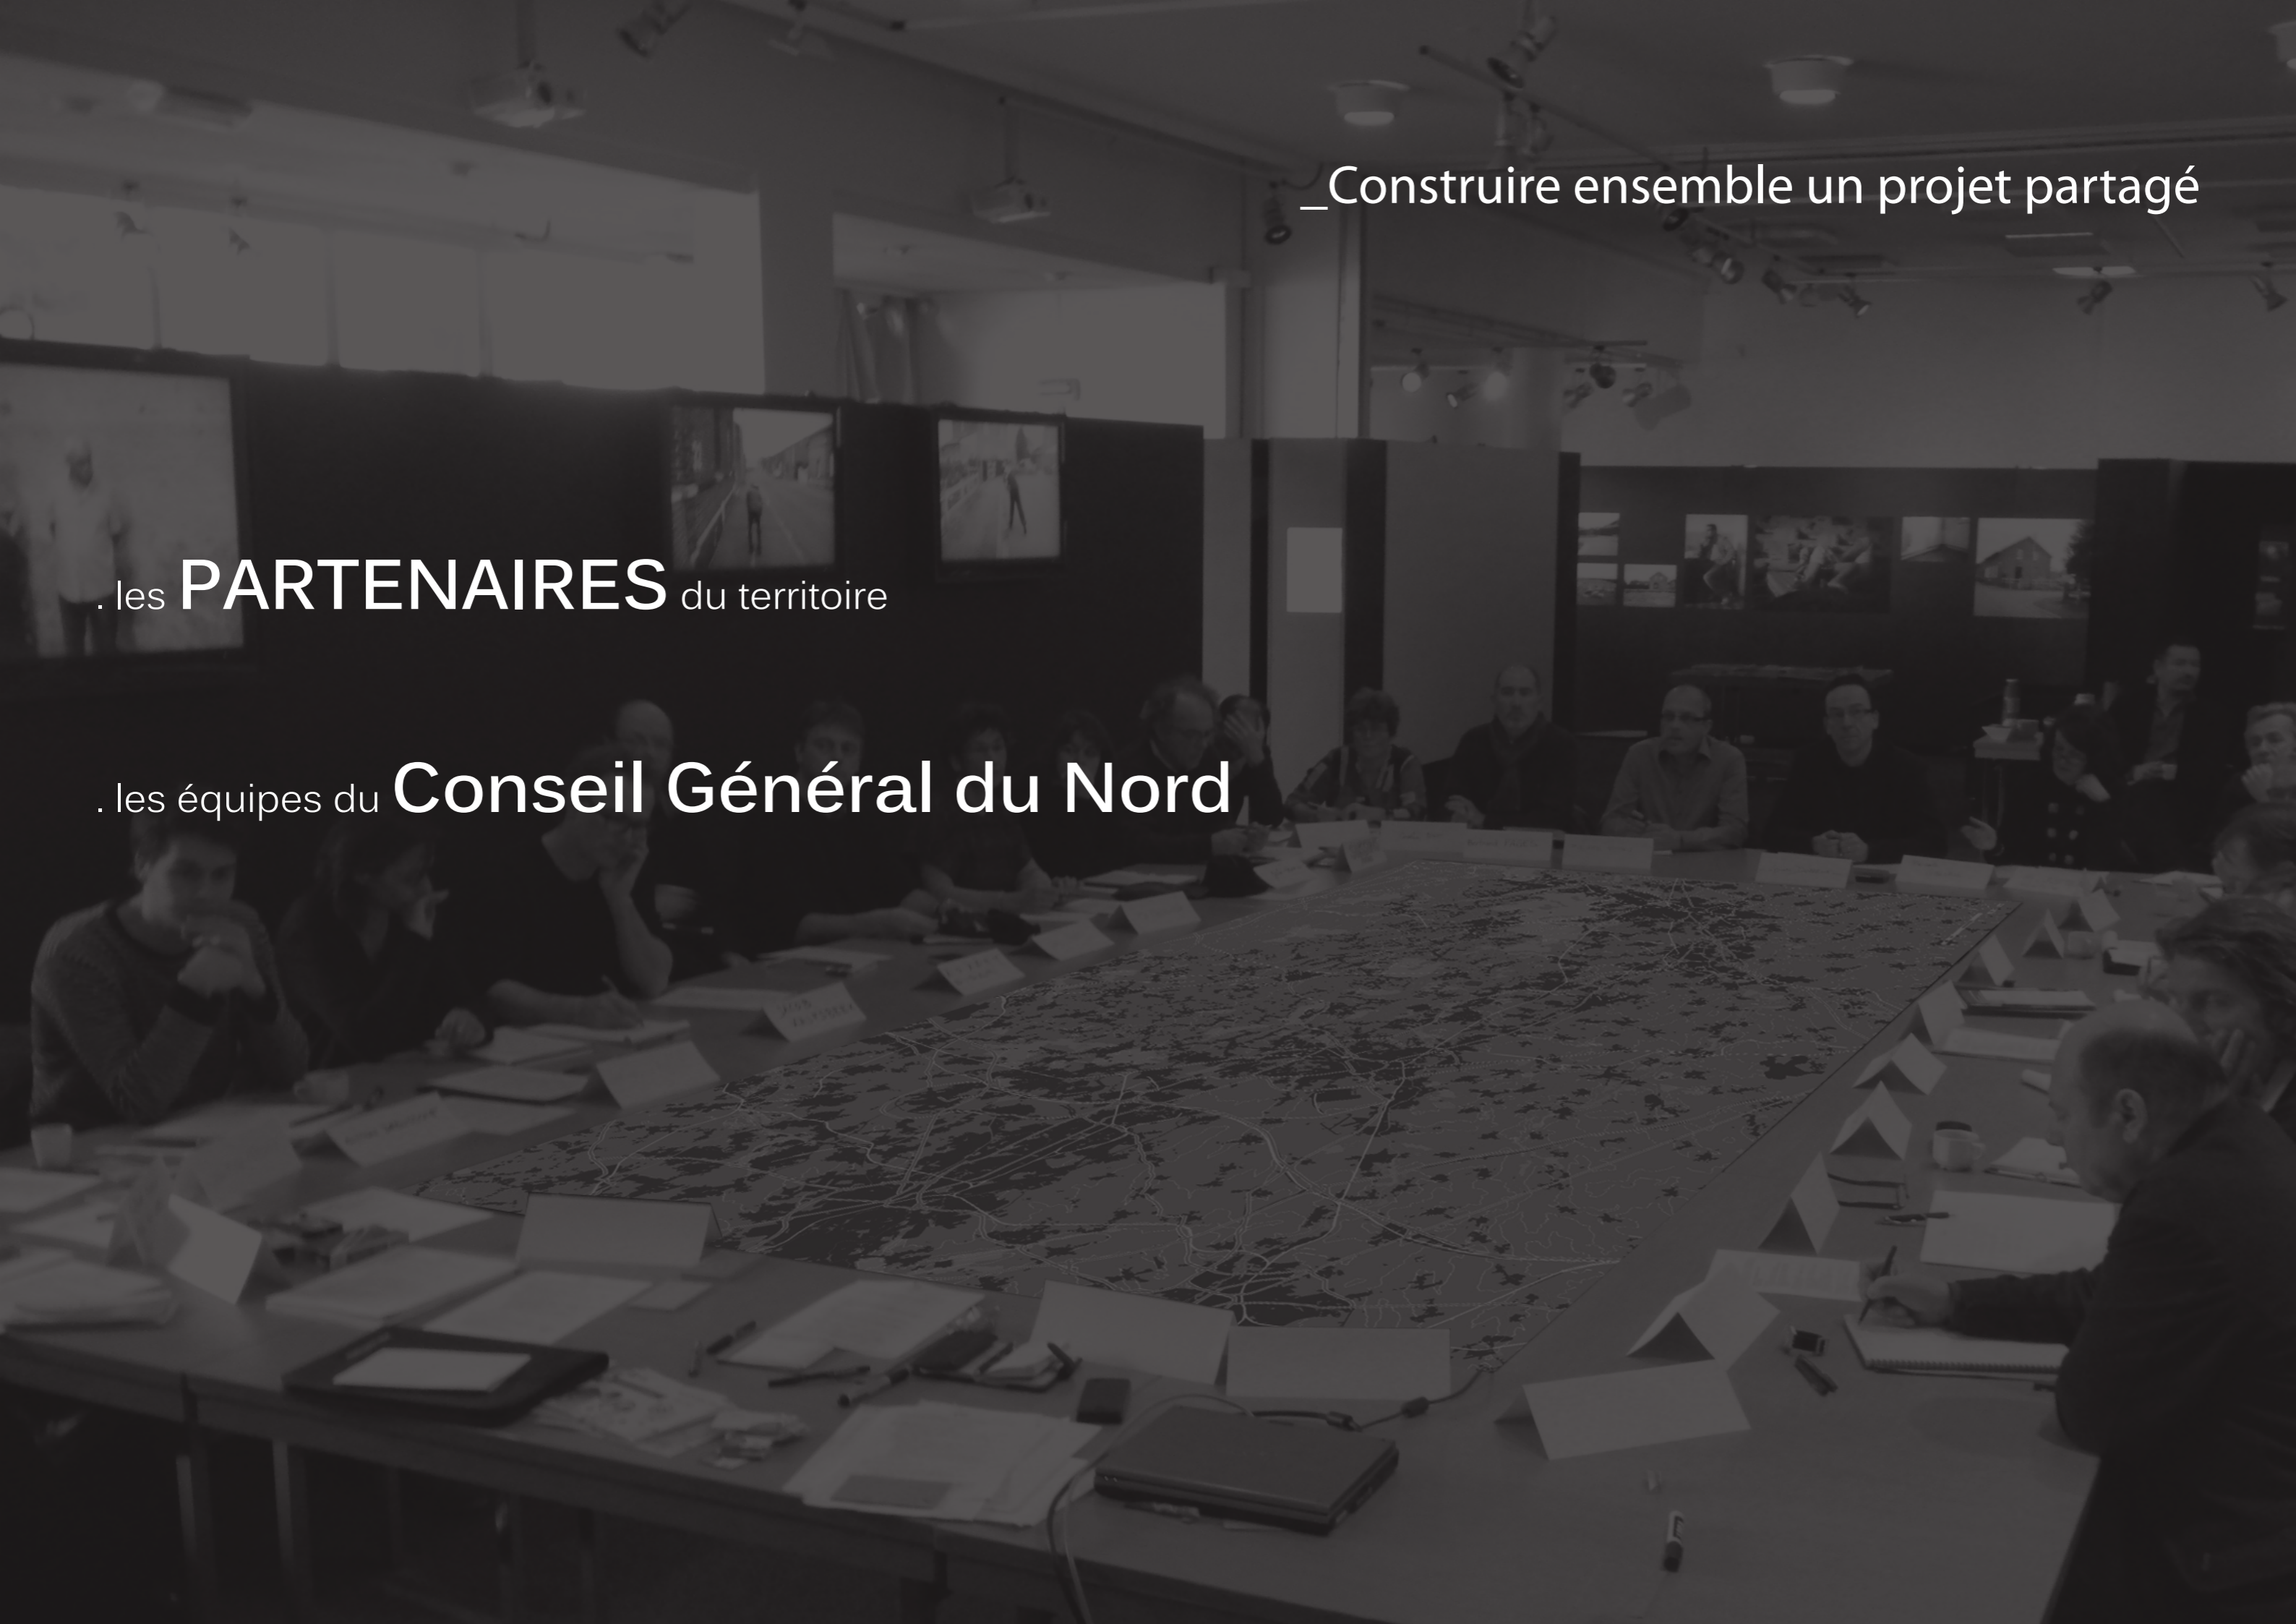 _Construire ensemble un projet partagé
. les PARTENAIRES du territoire
. les équipes du Conseil Général du Nord